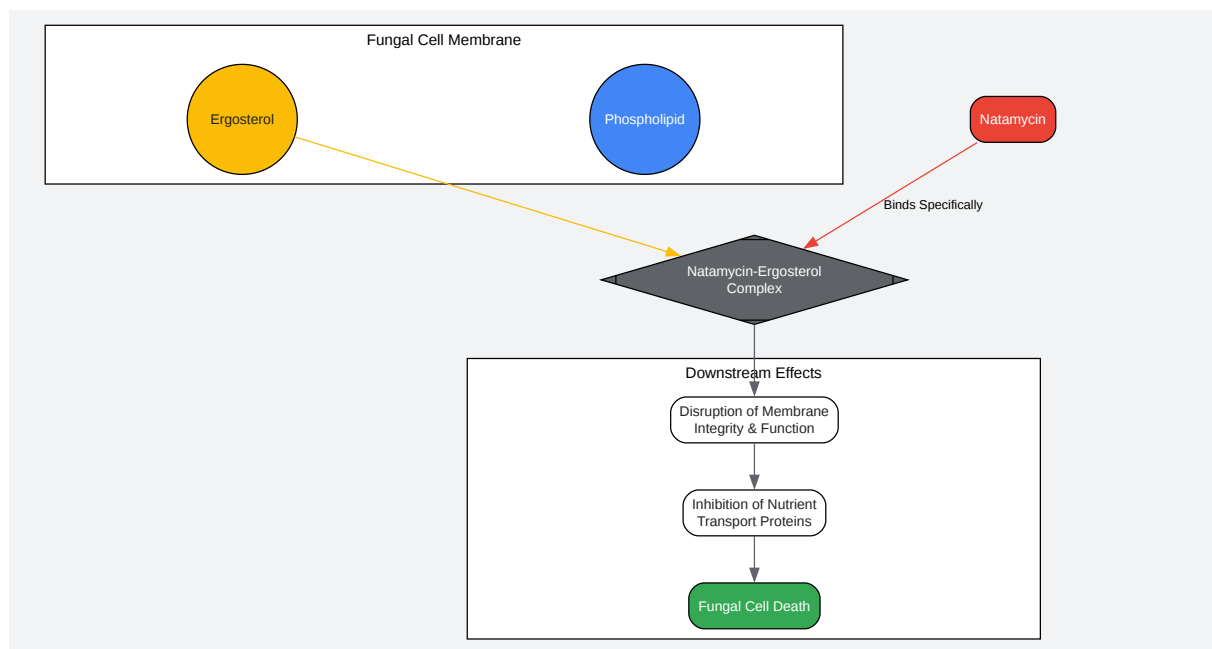 Fungal Cell Membrane
Ergosterol
Phospholipid
Natamycin
Binds Specifically
Natamycin-Ergosterol
Complex
Downstream Effects
Disruption of Membrane
Integrity & Function
Inhibition of Nutrient
Transport Proteins
Fungal Cell Death